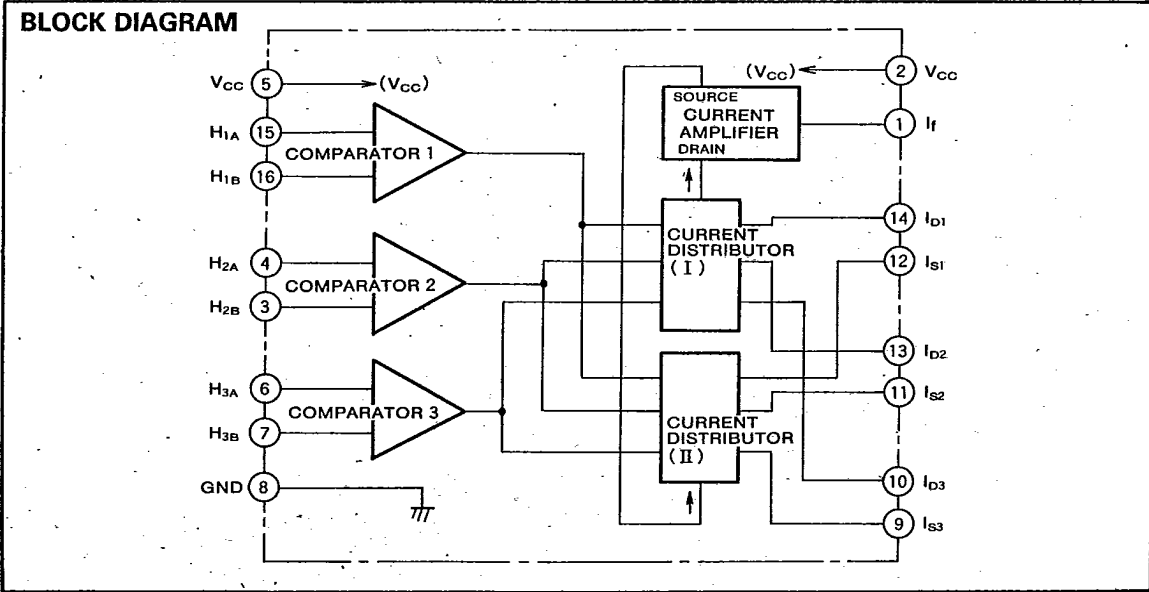 BLOCK DIAGRAM
VCC 5 (VCC)
H1A 15
COMPARATOR 1
H1B 16
H2A 4
COMPARATOR 2
H2B 3
H3A 6
COMPARATOR 3
H3B 7
GND 8
SOURCE
CURRENT
AMPLIFIER
DRAIN
CURRENT
DISTRIBUTOR
(I)
CURRENT
DISTRIBUTOR
(II)
(VCC) 2 VCC
1 If
14 ID1
12 IS1
13 ID2
11 IS2
10 ID3
9 IS3